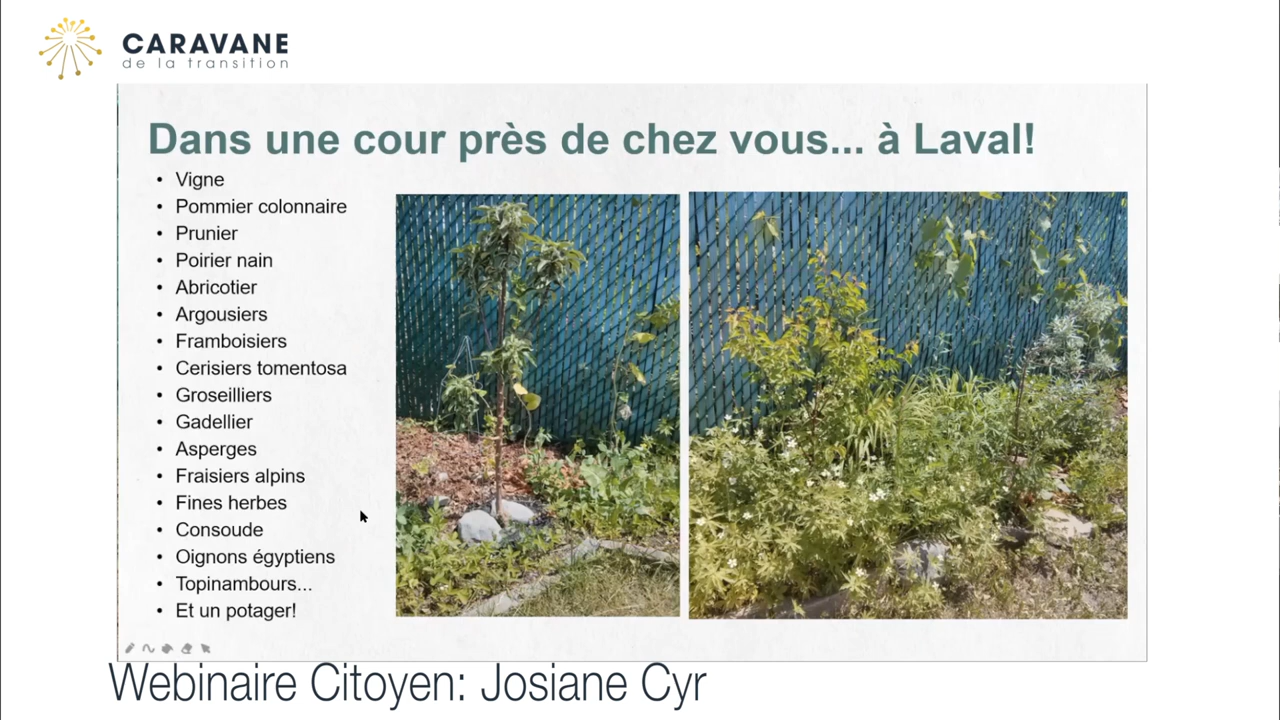 CARAVANE
de la transition
Dans une cour près de chez vous... à Laval!
• Vigne
• Pommier colonnaire
• Prunier
• Poirier nain
• Abricotier
• Argousiers
• Framboisiers
• Cerisiers tomentosa
• Groseilliers
• Gadellier
• Asperges
• Fraisiers alpins
• Fines herbes
• Consoude
• Oignons égyptiens
• Topinambours...
• Et un potager!
Webinaire Citoyen: Josiane Cyr